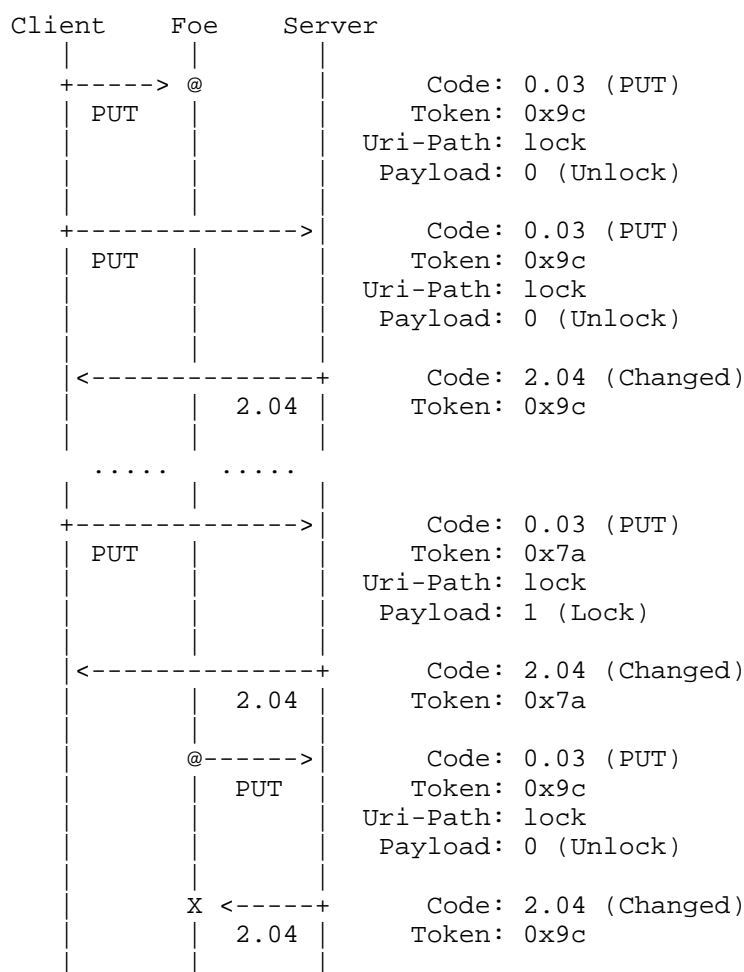 Client    Foe    Server
   |       |       |
   +-----> @       |      Code: 0.03 (PUT)
   | PUT   |       |     Token: 0x9c
   |       |       |  Uri-Path: lock
   |       |       |   Payload: 0 (Unlock)
   |       |       |
   +-------------->|      Code: 0.03 (PUT)
   | PUT   |       |     Token: 0x9c
   |       |       |  Uri-Path: lock
   |       |       |   Payload: 0 (Unlock)
   |       |       |
   |<--------------+      Code: 2.04 (Changed)
   |       |  2.04 |     Token: 0x9c
   |       |       |
     .....   .....
   |       |       |
   +-------------->|      Code: 0.03 (PUT)
   | PUT   |       |     Token: 0x7a
   |       |       |  Uri-Path: lock
   |       |       |   Payload: 1 (Lock)
   |       |       |
   |<--------------+      Code: 2.04 (Changed)
   |       |  2.04 |     Token: 0x7a
   |       |       |
   |       @------>|      Code: 0.03 (PUT)
   |       |  PUT  |     Token: 0x9c
   |       |       |  Uri-Path: lock
   |       |       |   Payload: 0 (Unlock)
   |       |       |
   |       X <-----+      Code: 2.04 (Changed)
   |       |  2.04 |     Token: 0x9c
   |       |       |